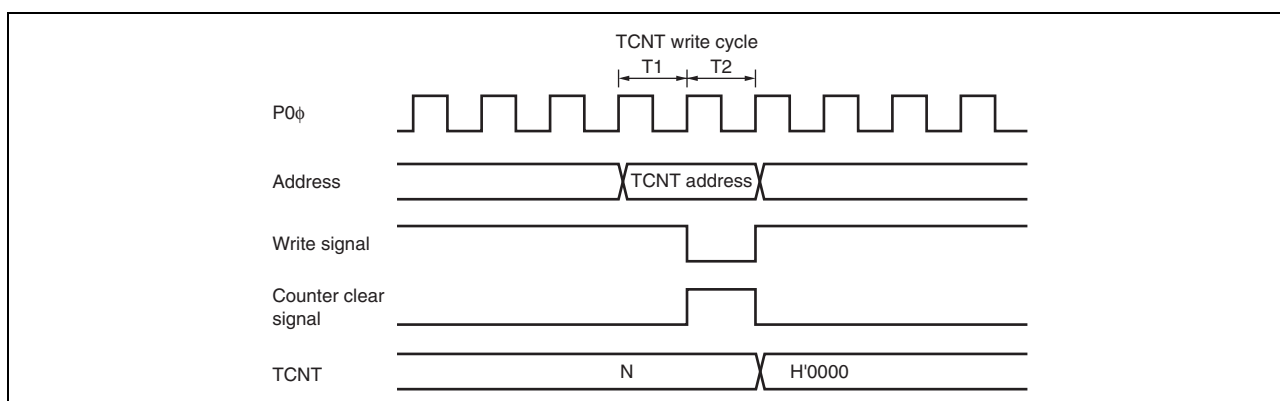 TCNT write cycle
T1 T2
P0ϕ
Address
TCNT address
Write signal
Counter clear
signal
TCNT
N
H'0000